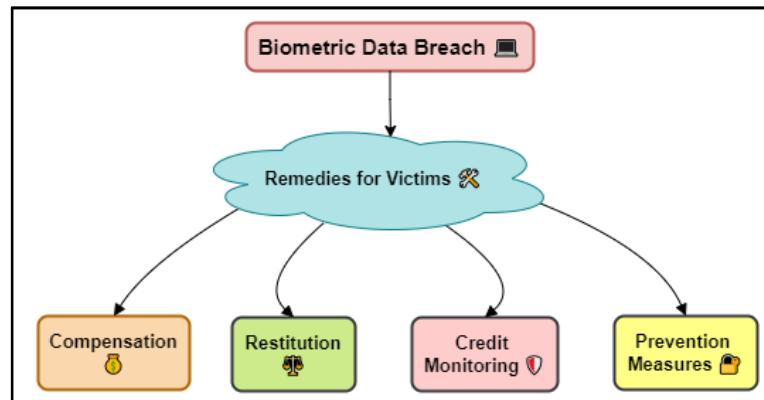 Biometric Data Breach 💻
Remedies for Victims 🛠
Compensation
💰
Restitution
⚖
Credit
Monitoring 🛡
Prevention
Measures 🔒